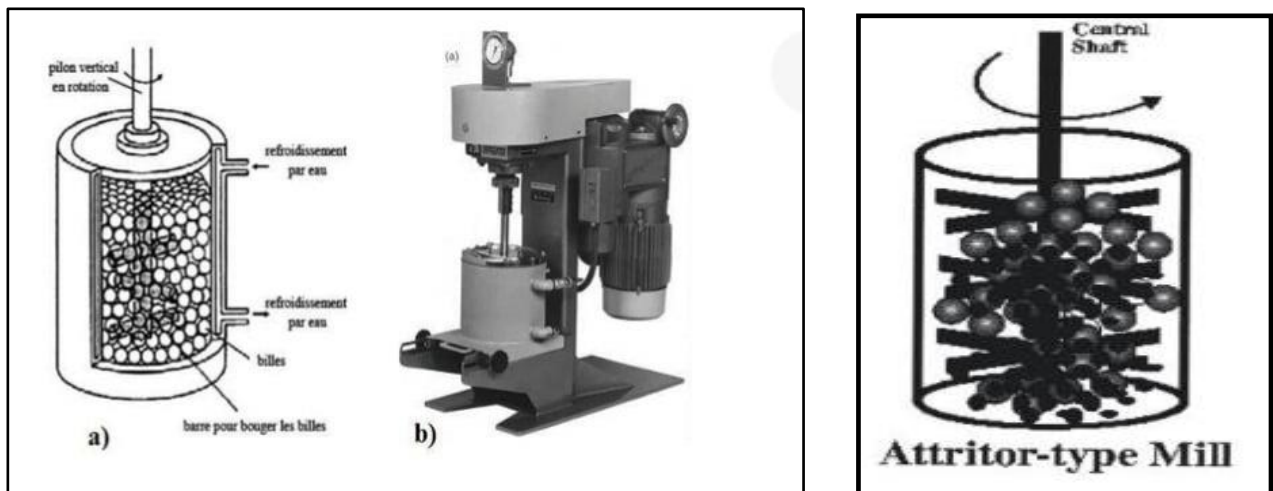 pilon vertical
en rotation
refroidissement
par eau
refroidissement
par eau
billes
barre pour bouger les billes
a)
(a)
b)
Central
Shaft
Attritor-type Mill